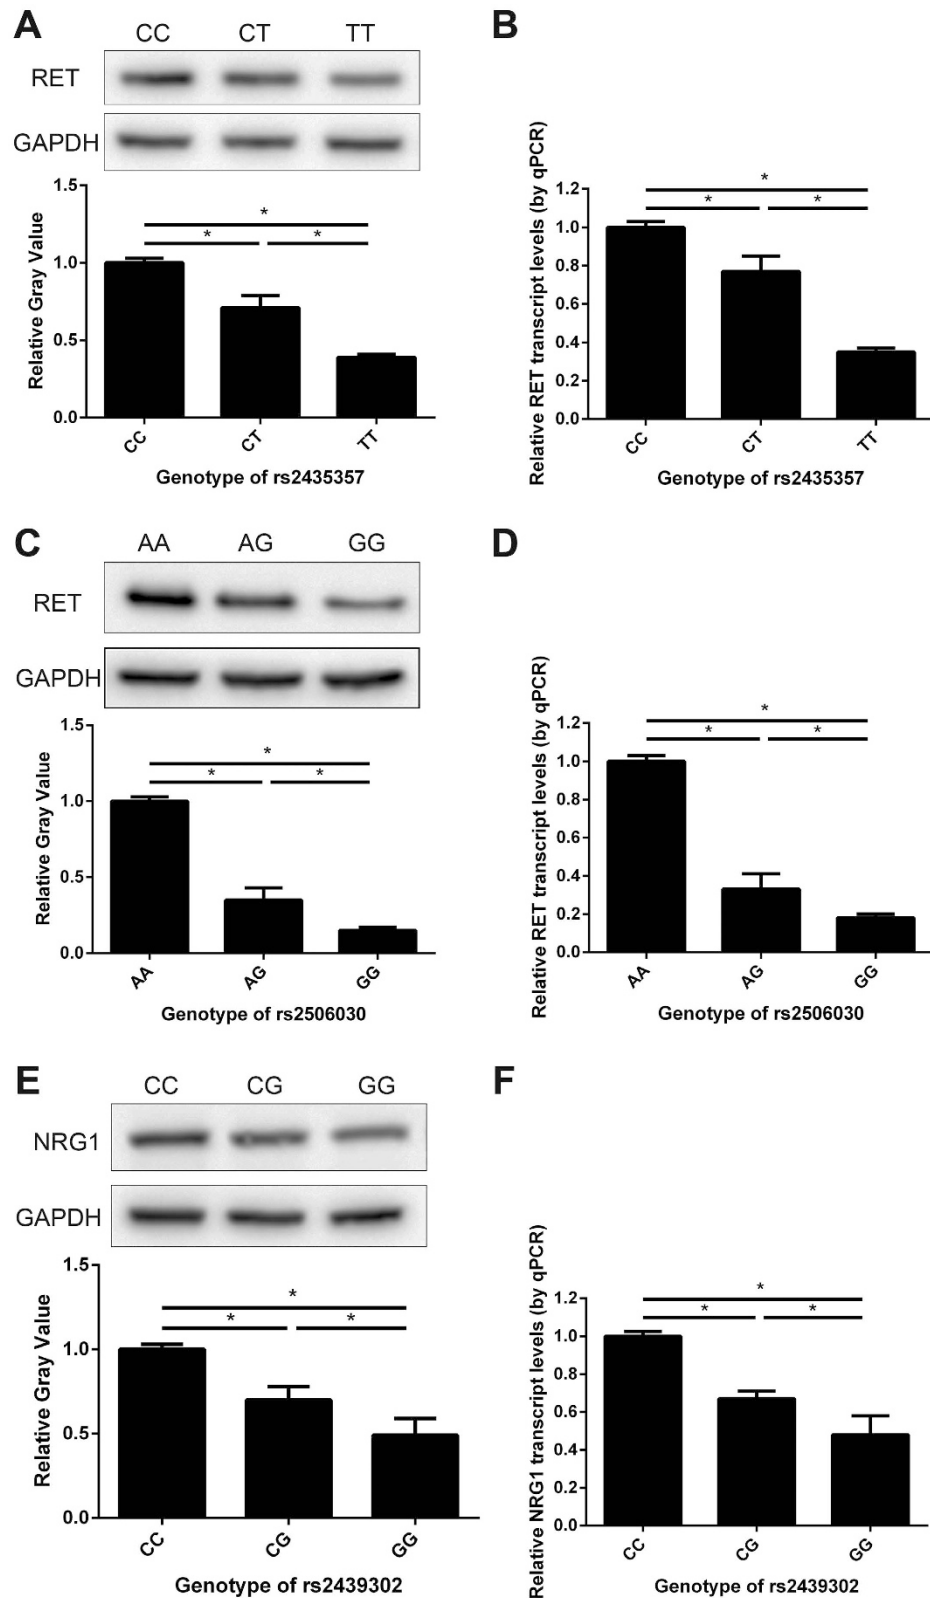 A
CC CT TT
RET
GAPDH
1.5
1.0
0.5
0.0
Relative Gray Value
*
* *
CC CT TT
Genotype of rs2435357
B
Relative RET transcript levels (by qPCR)
1.2
1.0
0.8
0.6
0.4
0.2
0.0
*
* *
CC CT TT
Genotype of rs2435357
C
AA AG GG
RET
GAPDH
1.5
1.0
0.5
0.0
Relative Gray Value
*
* *
AA AG GG
Genotype of rs2506030
D
Relative RET transcript levels (by qPCR)
1.2
1.0
0.8
0.6
0.4
0.2
0.0
*
* *
AA AG GG
Genotype of rs2506030
E
CC CG GG
NRG1
GAPDH
1.5
1.0
0.5
0.0
Relative Gray Value
*
* *
CC CG GG
Genotype of rs2439302
F
Relative NRG1 transcript levels (by qPCR)
1.2
1.0
0.8
0.6
0.4
0.2
0.0
*
* *
CC CG GG
Genotype of rs2439302